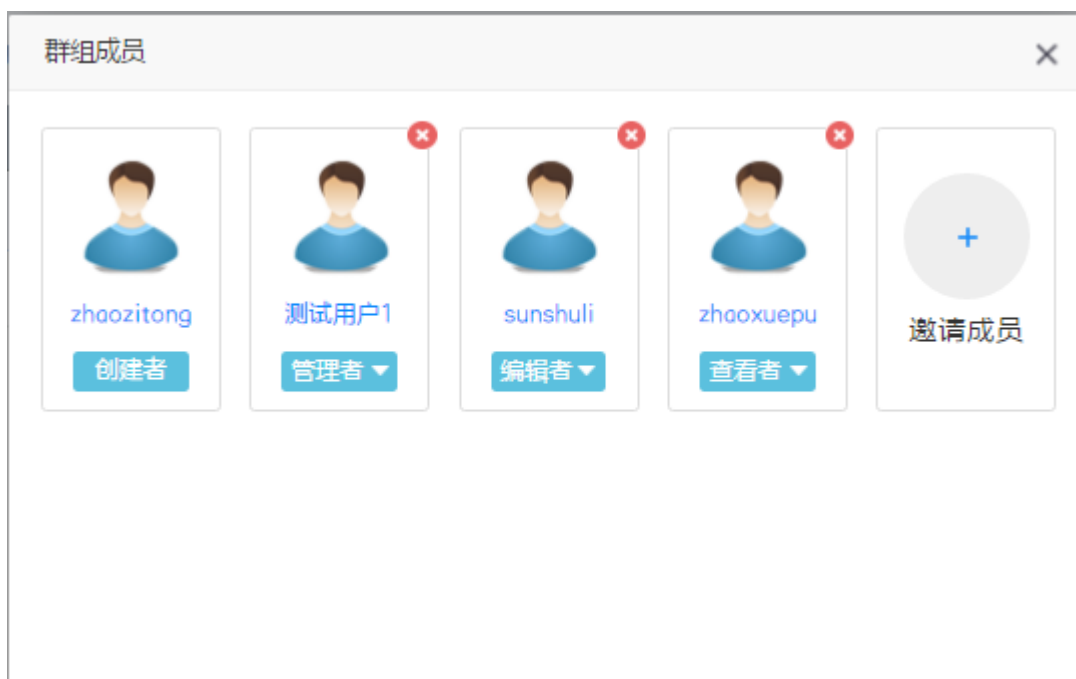 群组成员
zhaozitong
测试用户1
sunshuli
zhaoxuepu
邀请成员
创建者
管理者
编辑者
查看者